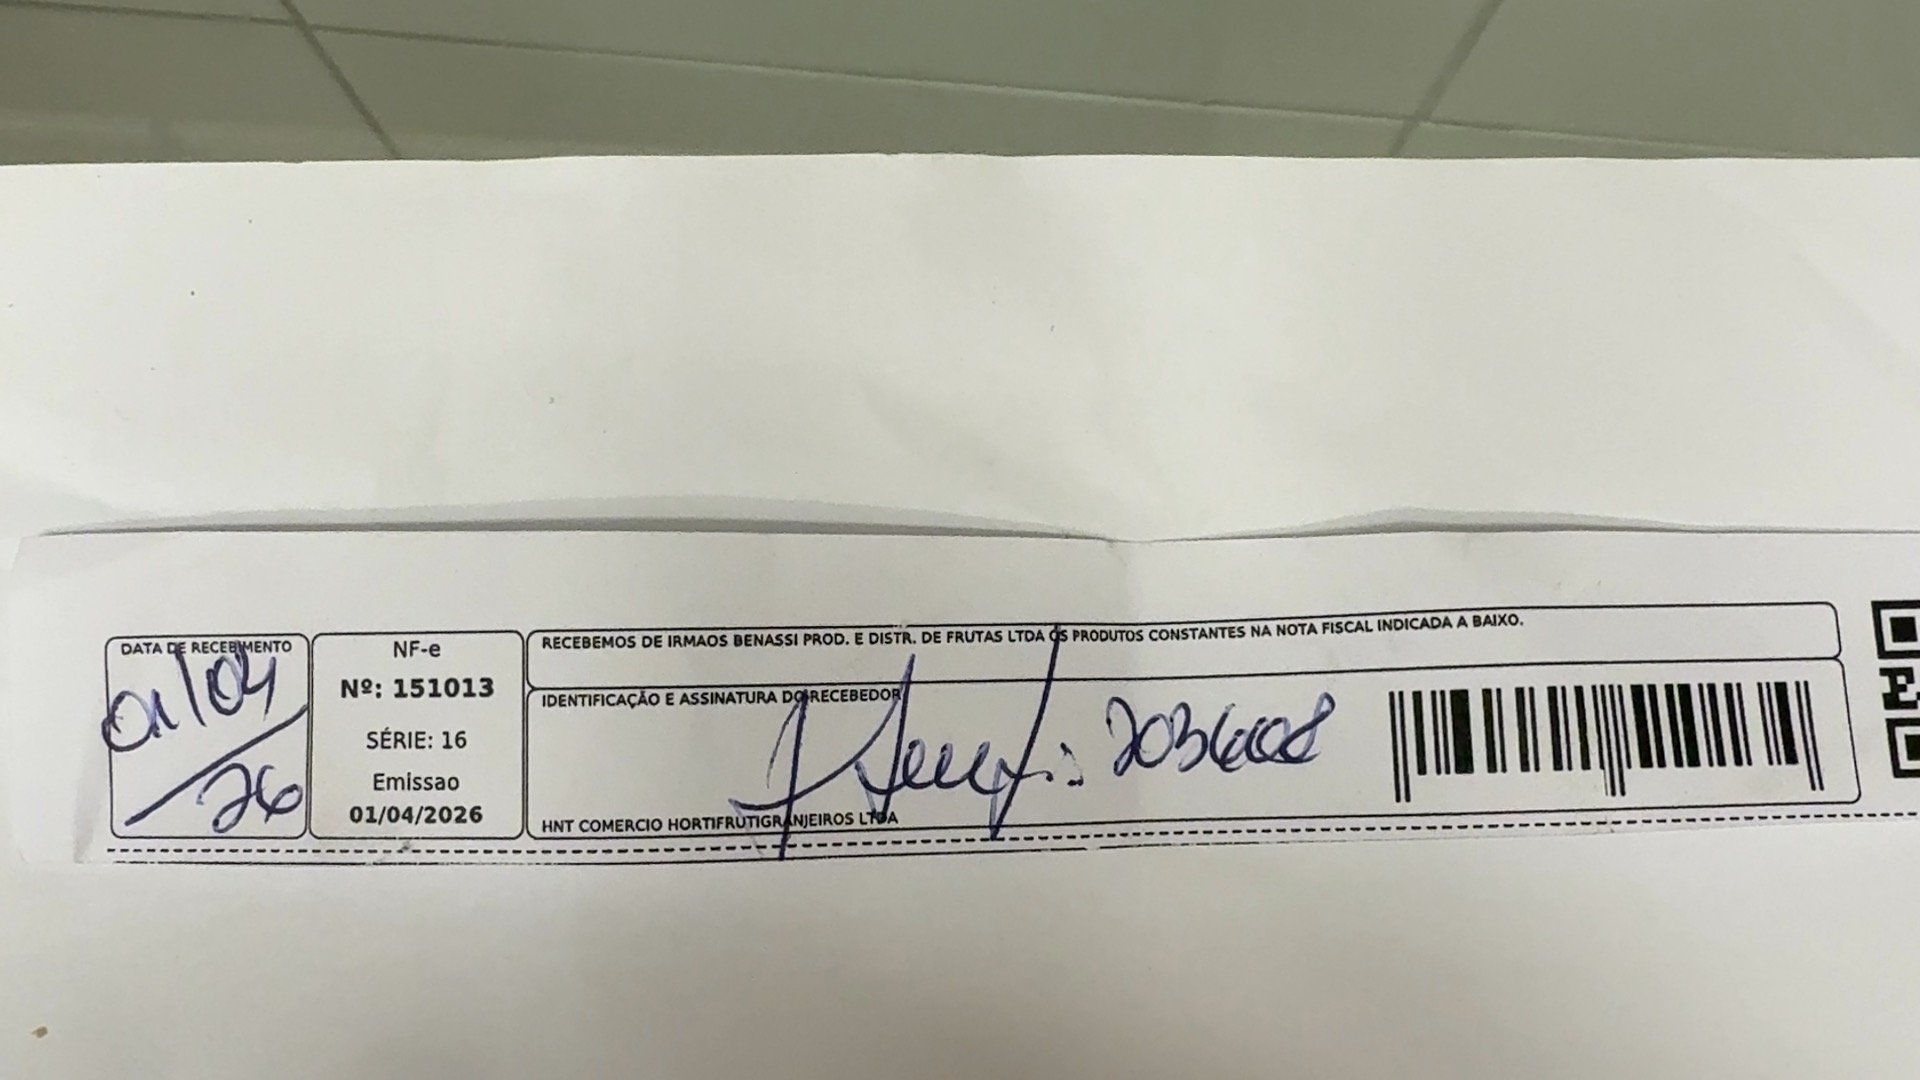 DATA DE RECEBIMENTO
01/04
/26
NF-e
Nº: 151013
SÉRIE: 16
Emissao
01/04/2026
RECEBEMOS DE IRMAOS BENASSI PROD. E DISTR. DE FRUTAS LTDA OS PRODUTOS CONSTANTES NA NOTA FISCAL INDICADA A BAIXO.
IDENTIFICAÇÃO E ASSINATURA DO RECEBEDOR
HNT COMERCIO HORTIFRUTIGRANJEIROS LTDA